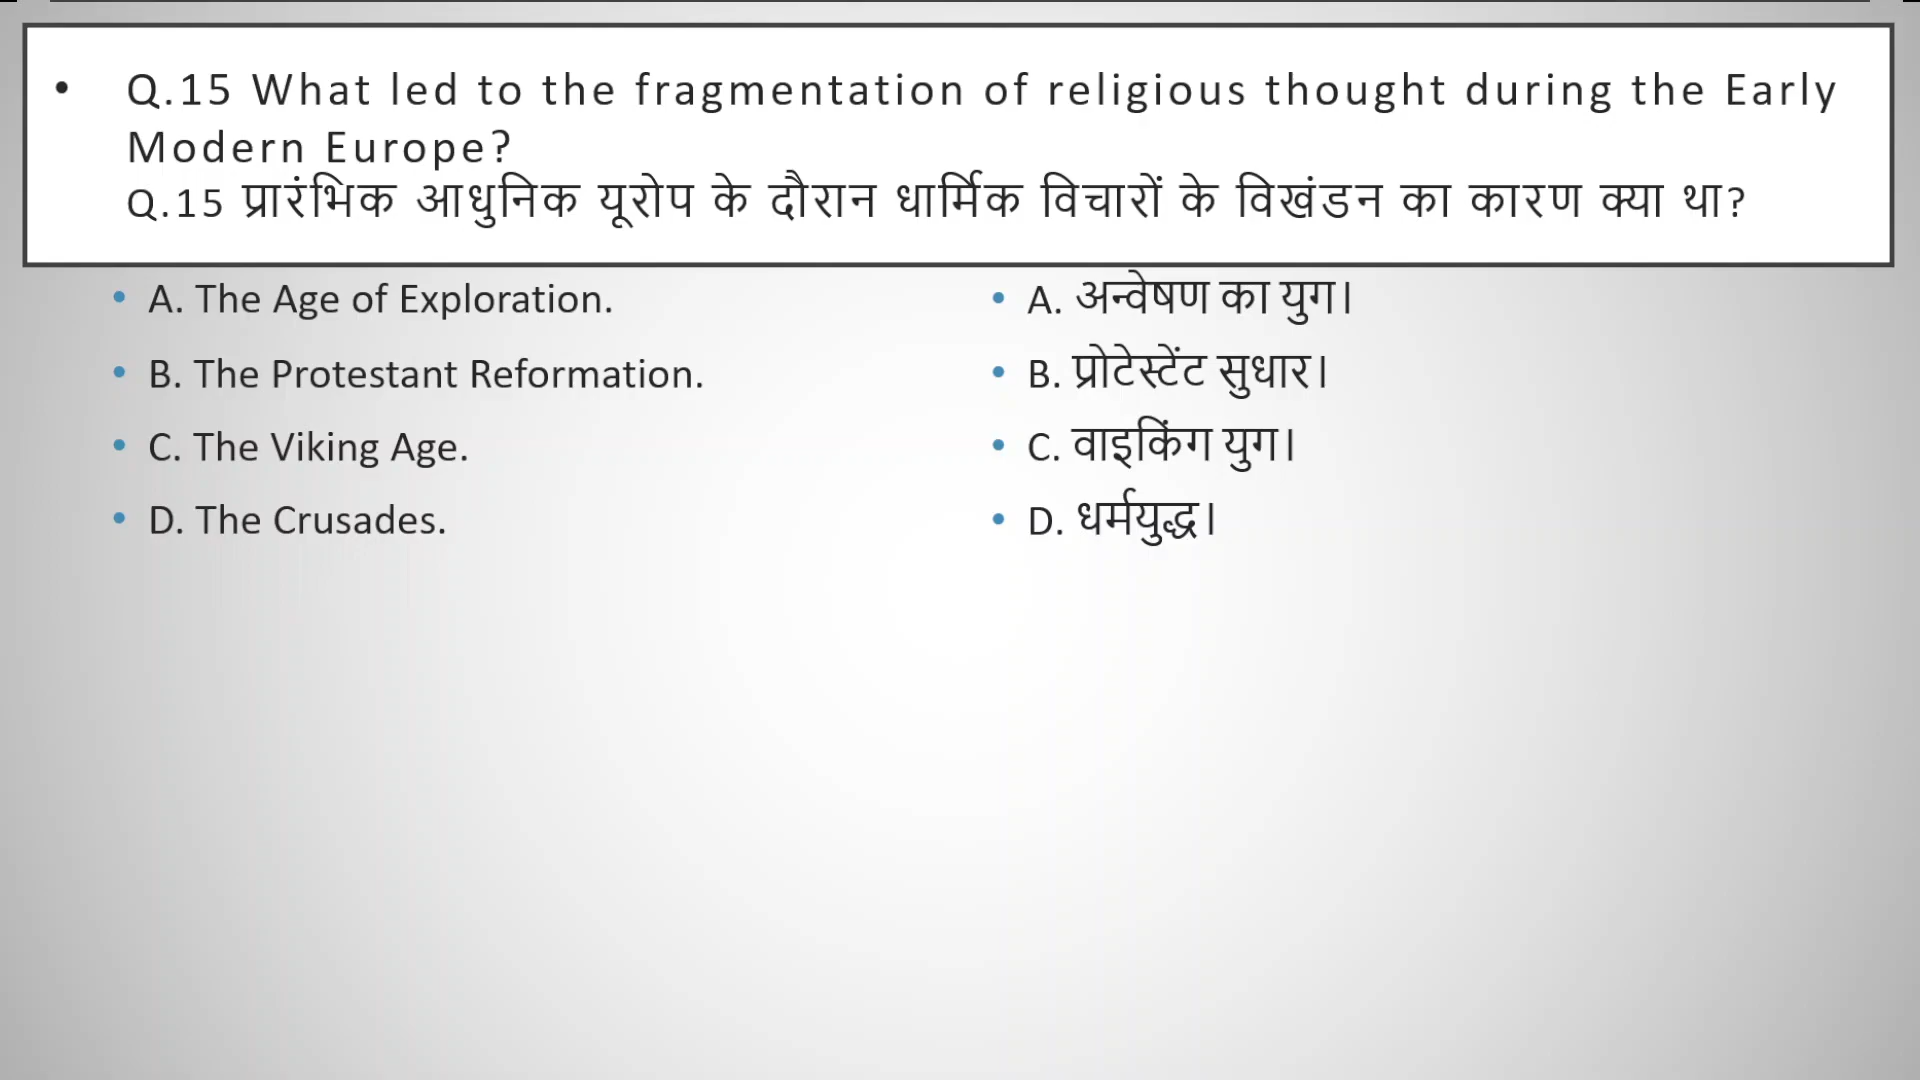 • Q.15 What led to the fragmentation of religious thought during the Early
Modern Europe?
Q.15 प्रारंभिक आधुनिक यूरोप के दौरान धार्मिक विचारों के विखंडन का कारण क्या था?
• A. The Age of Exploration.
• B. The Protestant Reformation.
• C. The Viking Age.
• D. The Crusades.
• A. अन्वेषण का युग।
• B. प्रोटेस्टेंट सुधार।
• C. वाइकिंग युग।
• D. धर्मयुद्ध।